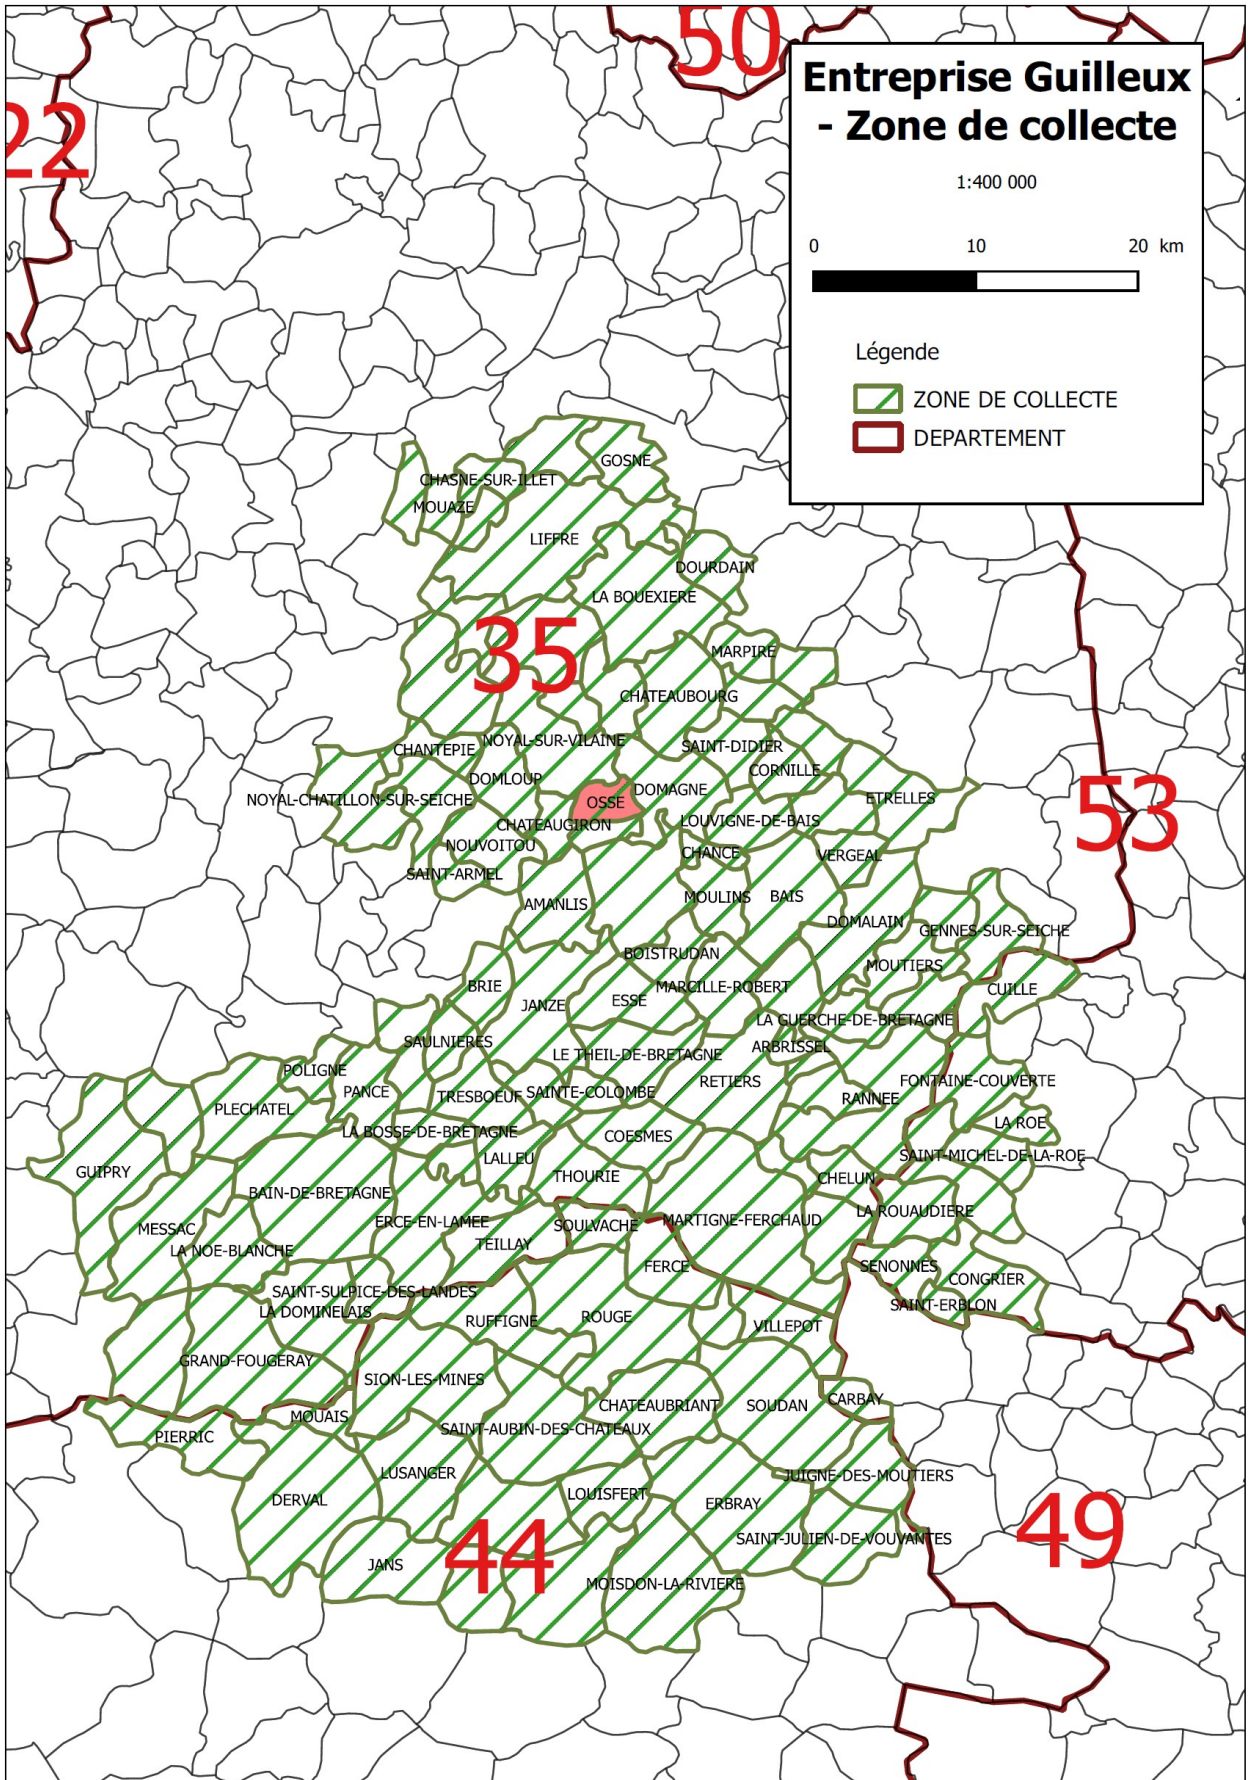 50
22
Entreprise Guilleux
- Zone de collecte
1:400 000
0 10 20 km
Légende
ZONE DE COLLECTE
DEPARTEMENT
GOSNE
CHASNE-SUR-ILLET
MOUAZE
LIFFRE
DOURDAIN
LA BOUEXIERE
35
MARPIRE
CHATEAUBOURG
CHANTEPIE
NOYAL-SUR-VILAINE
SAINT-DIDIER
CORNILLE
DOMLOUP
DOMAGNE
NOYAL-CHATILLON-SUR-SEICHE
OSSE
ETRELLES
53
CHATEAUGIRON
LOUVIGNE-DE-BAIS
NOUVOITOU
CHANCE
VERGEAL
SAINT-ARMEL
AMANLIS
MOULINS
BAIS
DOMALAIN
GENNES-SUR-SEICHE
BOISTRUDAN
MOUTIERS
BRIE
JANZE
ESSE
MARCILLE-ROBERT
CUILLE
LA GUERCHE-DE-BRETAGNE
SAULNIERES
LE THEIL-DE-BRETAGNE
ARBRISSEL
POLIGNE
PANCE
TRESBOEUF
SAINTE-COLOMBE
RETIERS
RANNEE
FONTAINE-COUVERTE
PLECHATEL
LA ROE
LA BOSSE-DE-BRETAGNE
COESMES
SAINT-MICHEL-DE-LA-ROE
LALLEU
GUIPRY
THOURIE
CHELUN
BAIN-DE-BRETAGNE
LA ROUAUDIERE
MESSAC
ERCE-EN-LAMEE
SOULVACHE
MARTIGNE-FERCHAUD
LA NOE-BLANCHE
TEILLAY
FERCE
SENONNES
CONGRIER
SAINT-SULPICE-DES-LANDES
SAINT-ERBLON
LA DOMINELAIS
RUFFIGNE
ROUGE
VILLEPOT
GRAND-FOUGERAY
SION-LES-MINES
CHATEAUBRIANT
SOUDAN
CARBAY
MOUAIS
PIERRIC
SAINT-AUBIN-DES-CHATEAUX
LUSANGER
JUIGNE-DES-MOUTIERS
DERVAL
LOUISFERT
ERBRAY
49
SAINT-JULIEN-DE-VOUVANTES
44
JANS
MOISDON-LA-RIVIERE